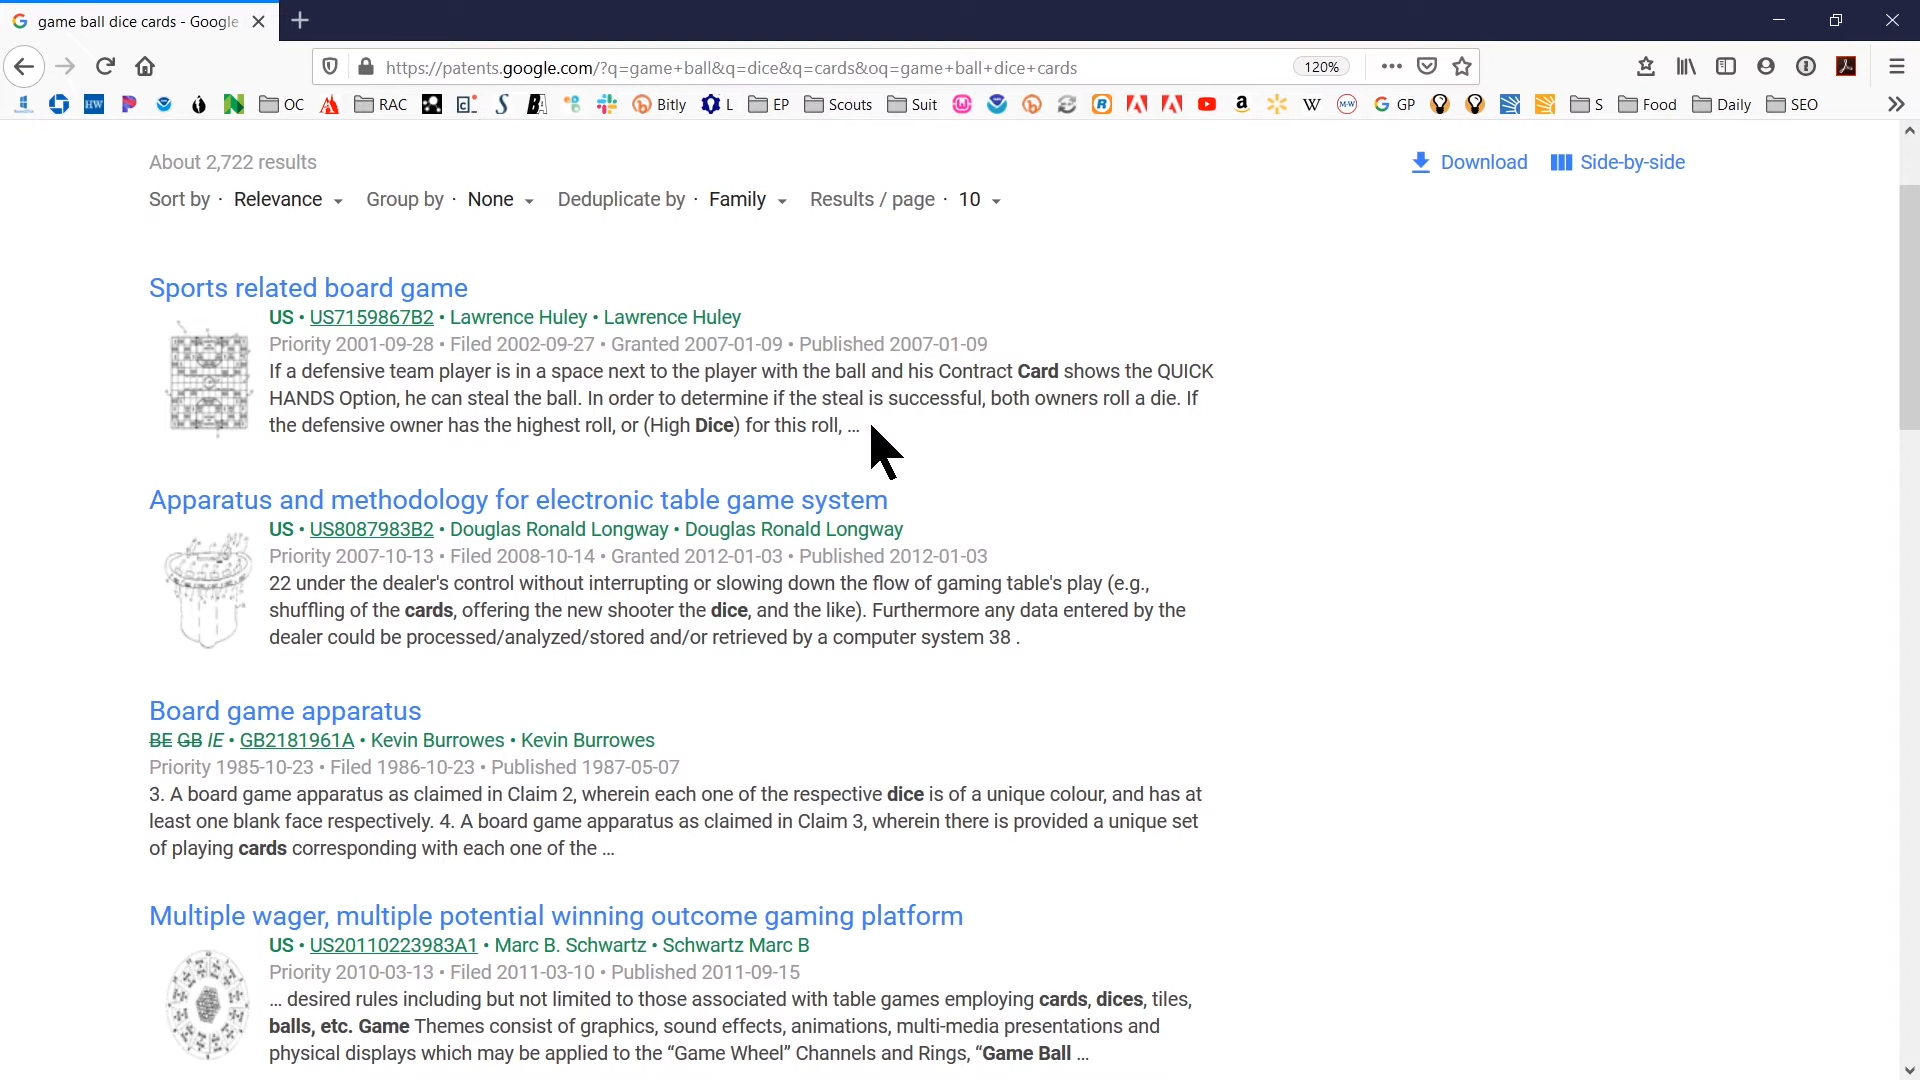 game ball dice cards - Google
https://patents.google.com/?q=game+ball&q=dice&q=cards&oq=game+ball+dice+cards
120%
HW
OC
RAC
Bitly
L
EP
Scouts
Suit
W
M-W
GP
S
Food
Daily
SEO
About 2,722 results
Download
Side-by-side
Sort by · Relevance
Group by · None
Deduplicate by · Family
Results / page · 10
Sports related board game
US • US7159867B2 • Lawrence Huley • Lawrence Huley
Priority 2001-09-28 • Filed 2002-09-27 • Granted 2007-01-09 • Published 2007-01-09
If a defensive team player is in a space next to the player with the ball and his Contract Card shows the QUICK
HANDS Option, he can steal the ball. In order to determine if the steal is successful, both owners roll a die. If
the defensive owner has the highest roll, or (High Dice) for this roll, ...
Apparatus and methodology for electronic table game system
US • US8087983B2 • Douglas Ronald Longway • Douglas Ronald Longway
Priority 2007-10-13 • Filed 2008-10-14 • Granted 2012-01-03 • Published 2012-01-03
22 under the dealer's control without interrupting or slowing down the flow of gaming table's play (e.g.,
shuffling of the cards, offering the new shooter the dice, and the like). Furthermore any data entered by the
dealer could be processed/analyzed/stored and/or retrieved by a computer system 38 .
Board game apparatus
BE GB IE • GB2181961A • Kevin Burrowes • Kevin Burrowes
Priority 1985-10-23 • Filed 1986-10-23 • Published 1987-05-07
3. A board game apparatus as claimed in Claim 2, wherein each one of the respective dice is of a unique colour, and has at
least one blank face respectively. 4. A board game apparatus as claimed in Claim 3, wherein there is provided a unique set
of playing cards corresponding with each one of the ...
Multiple wager, multiple potential winning outcome gaming platform
US • US20110223983A1 • Marc B. Schwartz • Schwartz Marc B
Priority 2010-03-13 • Filed 2011-03-10 • Published 2011-09-15
... desired rules including but not limited to those associated with table games employing cards, dices, tiles,
balls, etc. Game Themes consist of graphics, sound effects, animations, multi-media presentations and
physical displays which may be applied to the “Game Wheel” Channels and Rings, “Game Ball ...